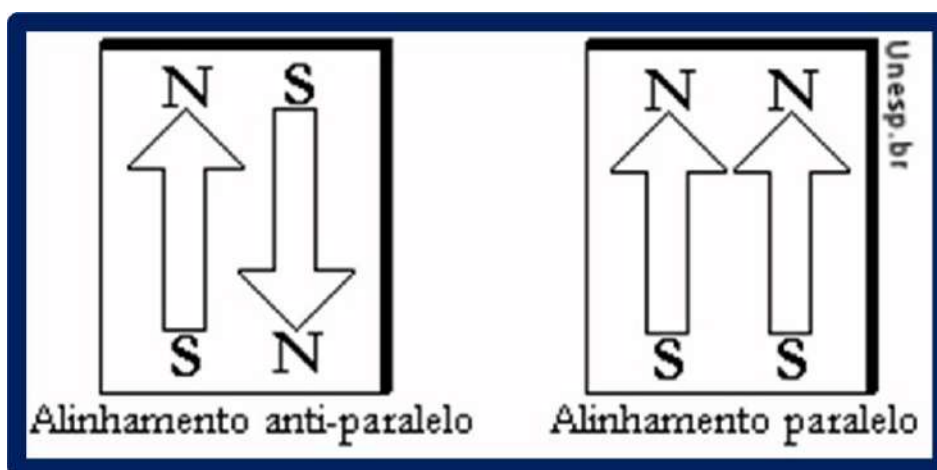 N S N N
S N S S
Alinhamento anti-paralelo
Alinhamento paralelo
Unesp.br